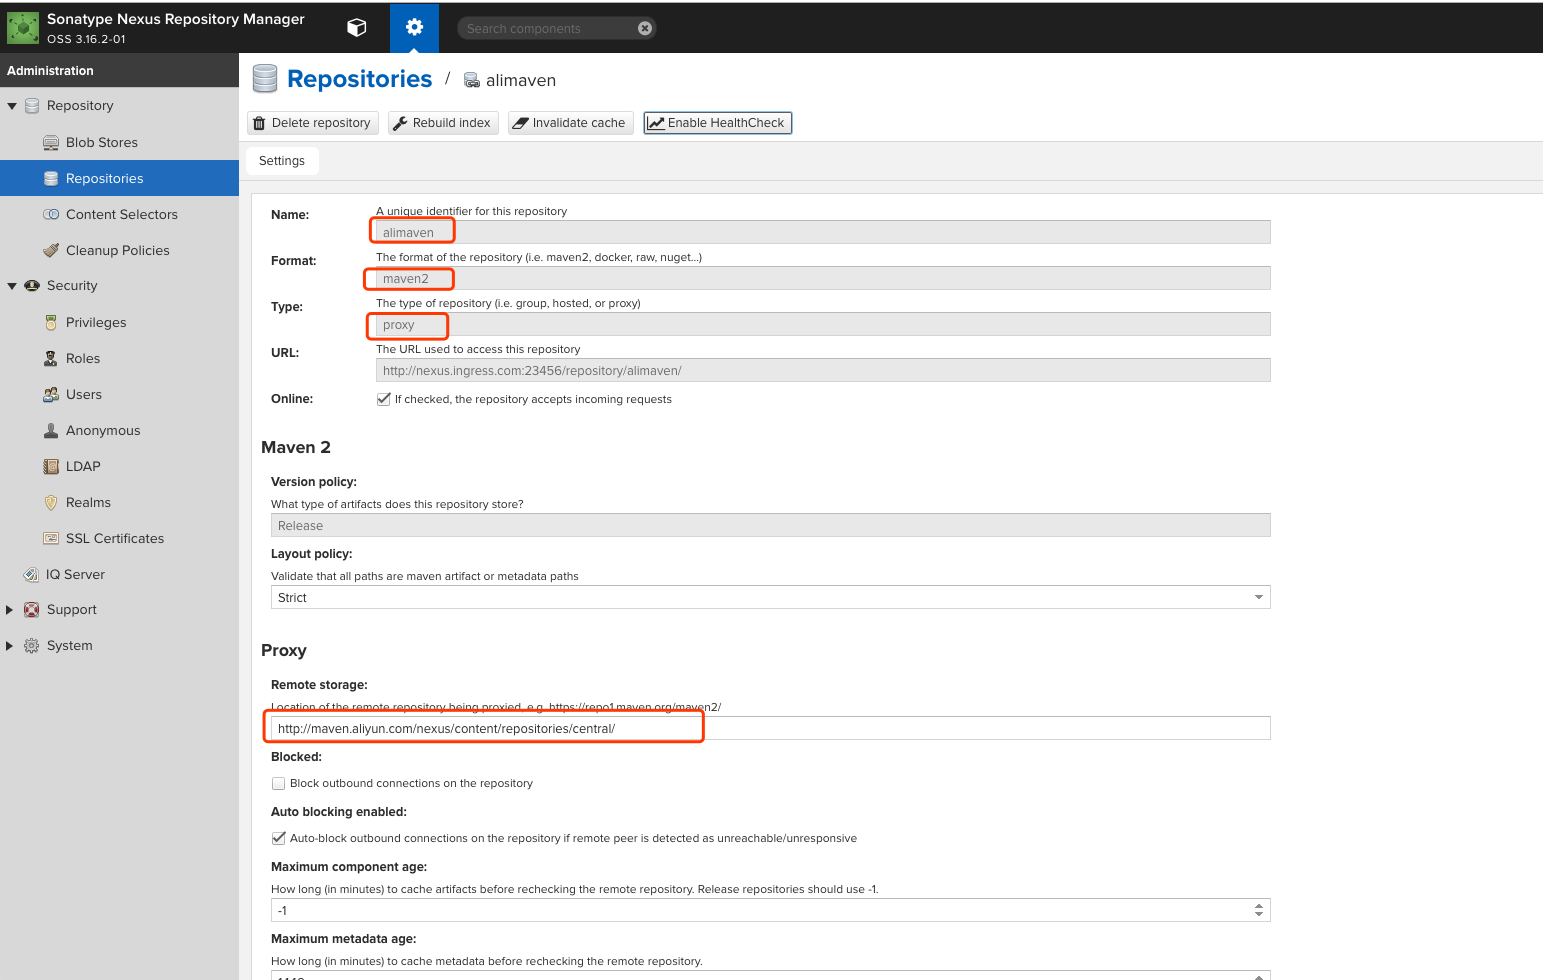 Sonatype Nexus Repository Manager
OSS 3.16.2-01
Search components
Administration
Repository
Blob Stores
Repositories
Content Selectors
Cleanup Policies
Security
Privileges
Roles
Users
Anonymous
LDAP
Realms
SSL Certificates
IQ Server
Support
System
Repositories / alimaven
Delete repository Rebuild index Invalidate cache Enable HealthCheck
Settings
Name: A unique identifier for this repository
alimaven
Format: The format of the repository (i.e. maven2, docker, raw, nuget...)
maven2
Type: The type of repository (i.e. group, hosted, or proxy)
proxy
URL: The URL used to access this repository
http://nexus.ingress.com:23456/repository/alimaven/
Online: If checked, the repository accepts incoming requests
Maven 2
Version policy:
What type of artifacts does this repository store?
Release
Layout policy:
Validate that all paths are maven artifact or metadata paths
Strict
Proxy
Remote storage:
Location of the remote repository being proxied, e.g. https://repo1.maven.org/maven2/
http://maven.aliyun.com/nexus/content/repositories/central/
Blocked:
Block outbound connections on the repository
Auto blocking enabled:
Auto-block outbound connections on the repository if remote peer is detected as unreachable/unresponsive
Maximum component age:
How long (in minutes) to cache artifacts before rechecking the remote repository. Release repositories should use -1.
-1
Maximum metadata age:
How long (in minutes) to cache metadata before rechecking the remote repository.